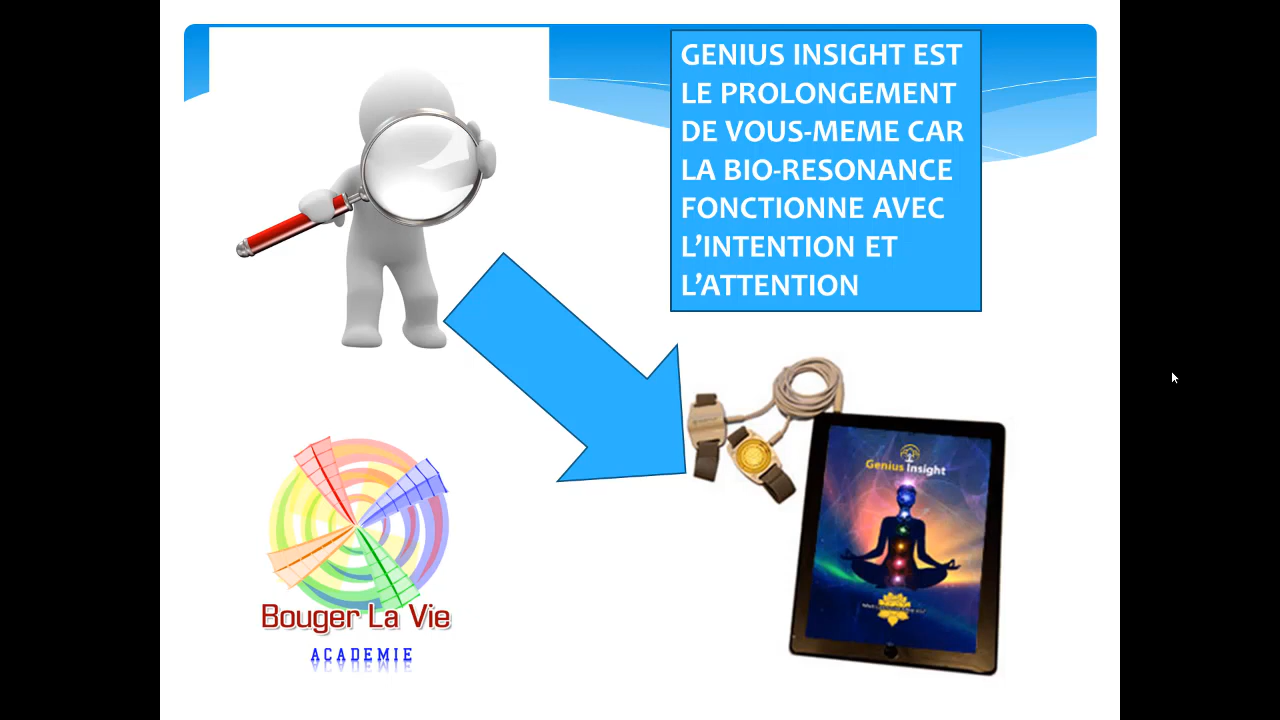 GENIUS INSIGHT EST
LE PROLONGEMENT
DE VOUS-MEME CAR
LA BIO-RESONANCE
FONCTIONNE AVEC
L'INTENTION ET
L'ATTENTION
Genius Insight
Bouger La Vie
ACADEMIE